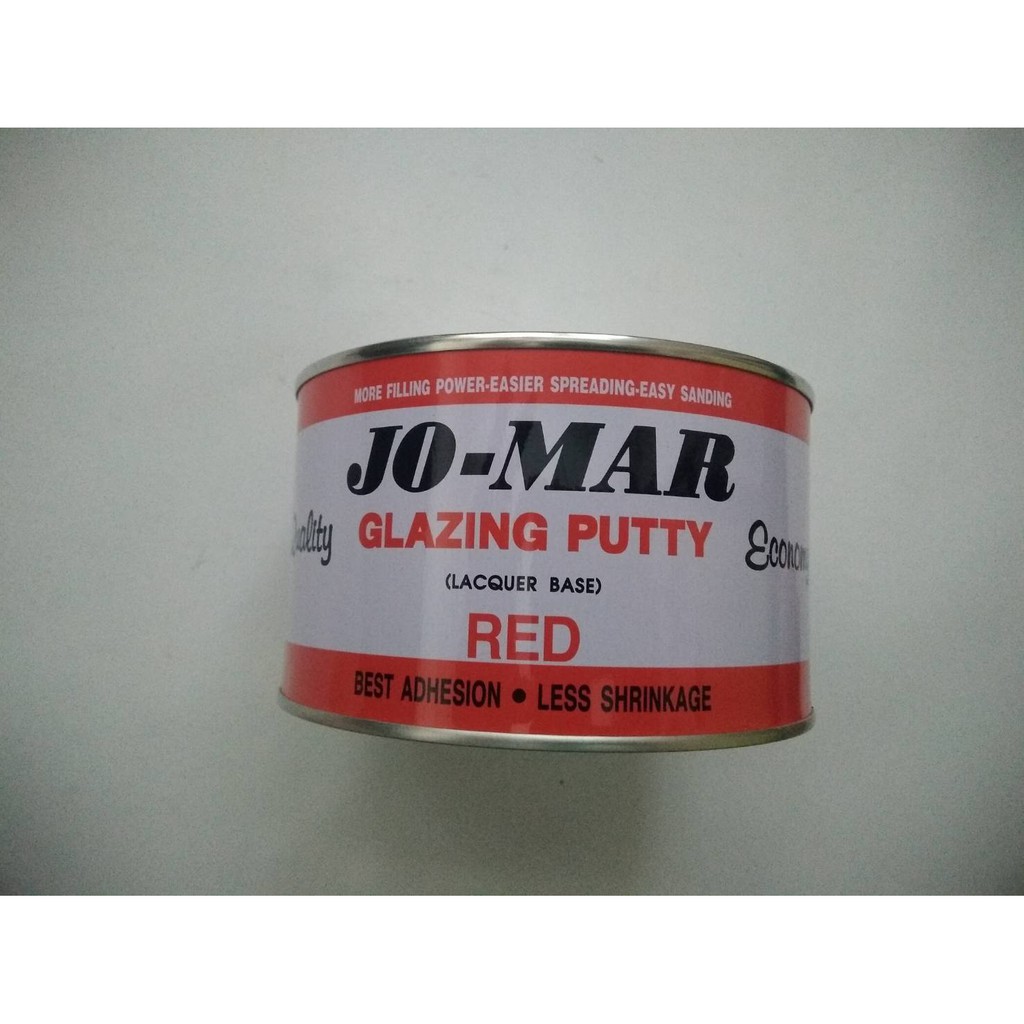 MORE FILLING POWER-EASIER SPREADING-EASY SANDING
JO-MAR
GLAZING PUTTY
(LACQUER BASE)
RED
BEST ADHESION • LESS SHRINKAGE